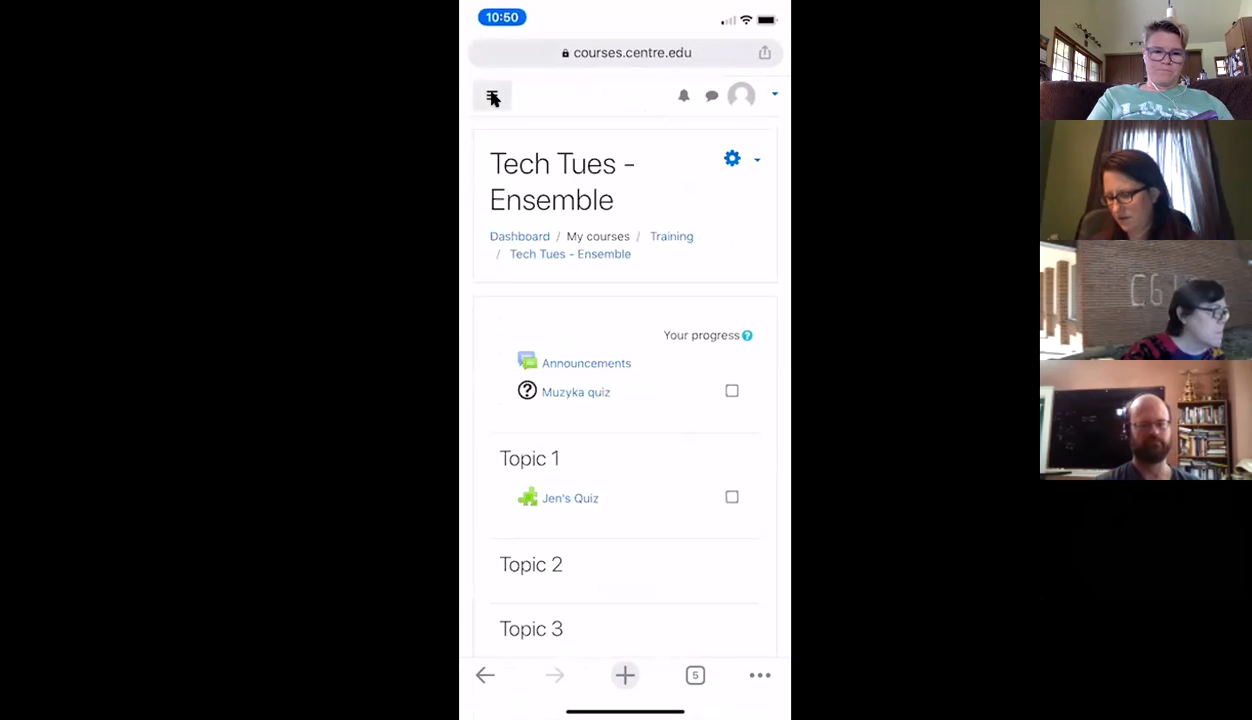 10:50
courses.centre.edu
Tech Tues -
Ensemble
Dashboard / My courses / Training
/ Tech Tues - Ensemble
Your progress
Announcements
Muzyka quiz
Topic 1
Jen's Quiz
Topic 2
Topic 3
5